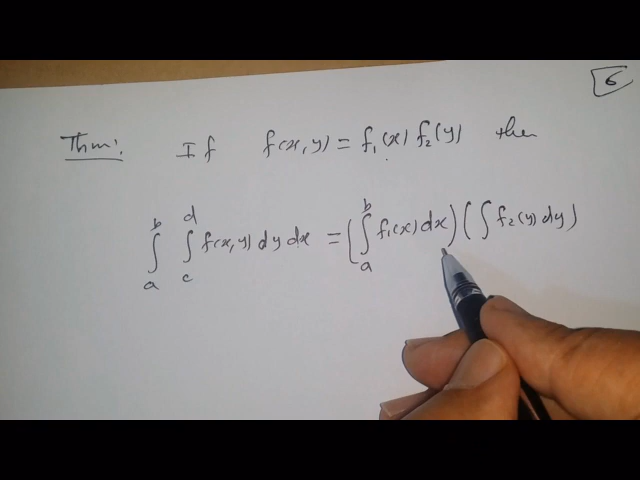 6
Thm: If f(x,y) = f₁(x) f₂(y) then
∫_a^b ∫_c^d f(x,y) dy dx = (∫_a^b f₁(x) dx) (∫ f₂(y) dy)